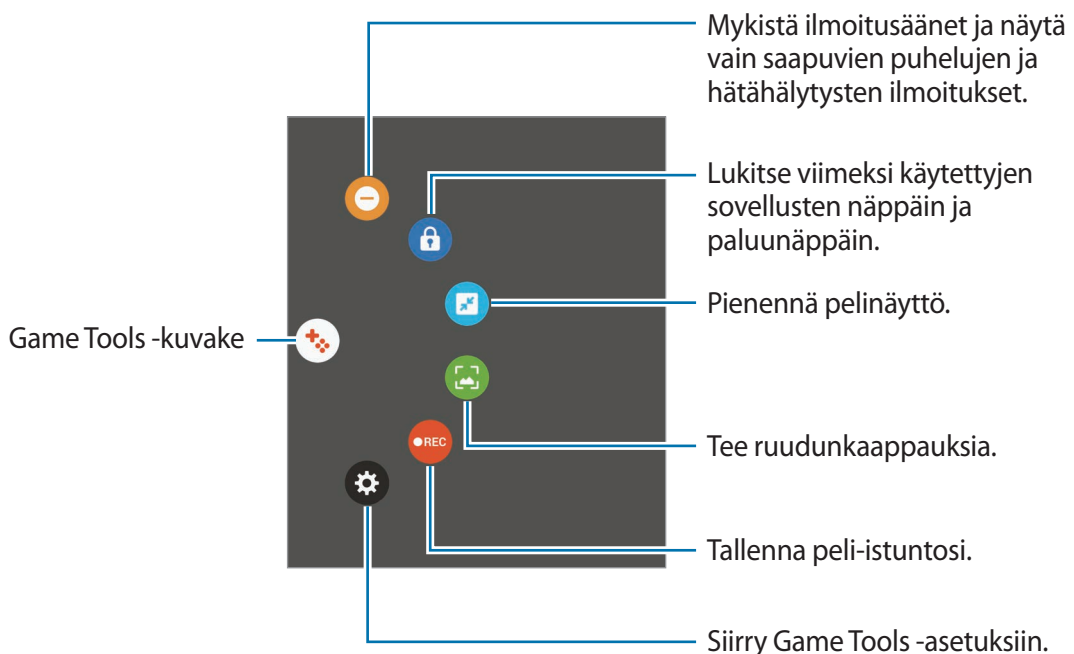 Mykistä ilmoitusäänet ja näytä
vain saapuvien puhelujen ja
hätähälytysten ilmoitukset.
Lukitse viimeksi käytettyjen
sovellusten näppäin ja
paluunäppäin.
Pienennä pelinäyttö.
Game Tools -kuvake
Tee ruudunkaappauksia.
REC
Tallenna peli-istuntosi.
Siirry Game Tools -asetuksiin.